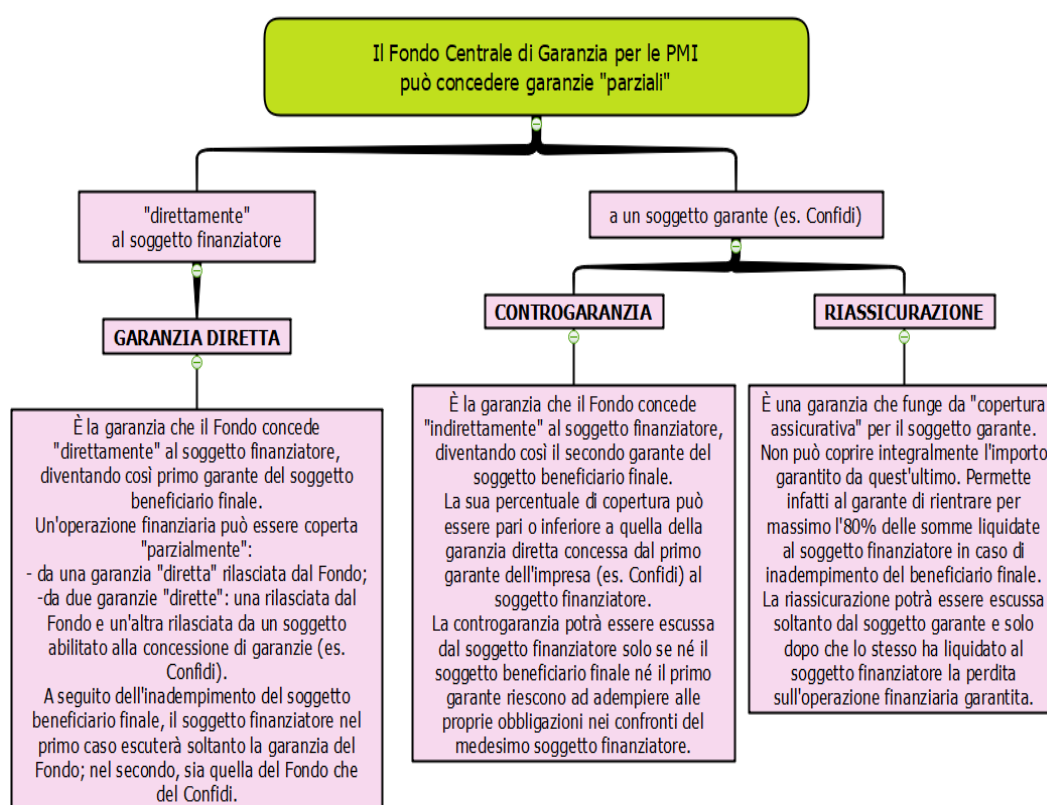 Il Fondo Centrale di Garanzia per le PMI
può concedere garanzie "parziali"
"direttamente"
al soggetto finanziatore
a un soggetto garante (es. Confidi)
GARANZIA DIRETTA
CONTROGARANZIA
RIASSICURAZIONE
È la garanzia che il Fondo concede
"direttamente" al soggetto finanziatore,
diventando così primo garante del soggetto
beneficiario finale.
Un'operazione finanziaria può essere coperta
"parzialmente":
- da una garanzia "diretta" rilasciata dal Fondo;
-da due garanzie "dirette": una rilasciata dal
Fondo e un'altra rilasciata da un soggetto
abilitato alla concessione di garanzie (es.
Confidi).
A seguito dell'inadempimento del soggetto
beneficiario finale, il soggetto finanziatore nel
primo caso escuterà soltanto la garanzia del
Fondo; nel secondo, sia quella del Fondo che
del Confidi.
È la garanzia che il Fondo concede
"indirettamente" al soggetto finanziatore,
diventando così il secondo garante del
soggetto beneficiario finale.
La sua percentuale di copertura può
essere pari o inferiore a quella della
garanzia diretta concessa dal primo
garante dell'impresa (es. Confidi) al
soggetto finanziatore.
La controgaranzia potrà essere escussa
dal soggetto finanziatore solo se né il
soggetto beneficiario finale né il primo
garante riescono ad adempiere alle
proprie obbligazioni nei confronti del
medesimo soggetto finanziatore.
È una garanzia che funge da "copertura
assicurativa" per il soggetto garante.
Non può coprire integralmente l'importo
garantito da quest'ultimo. Permette
infatti al garante di rientrare per
massimo l'80% delle somme liquidate
al soggetto finanziatore in caso di
inadempimento del beneficiario finale.
La riassicurazione potrà essere escussa
soltanto dal soggetto garante e solo
dopo che lo stesso ha liquidato al
soggetto finanziatore la perdita
sull'operazione finanziaria garantita.